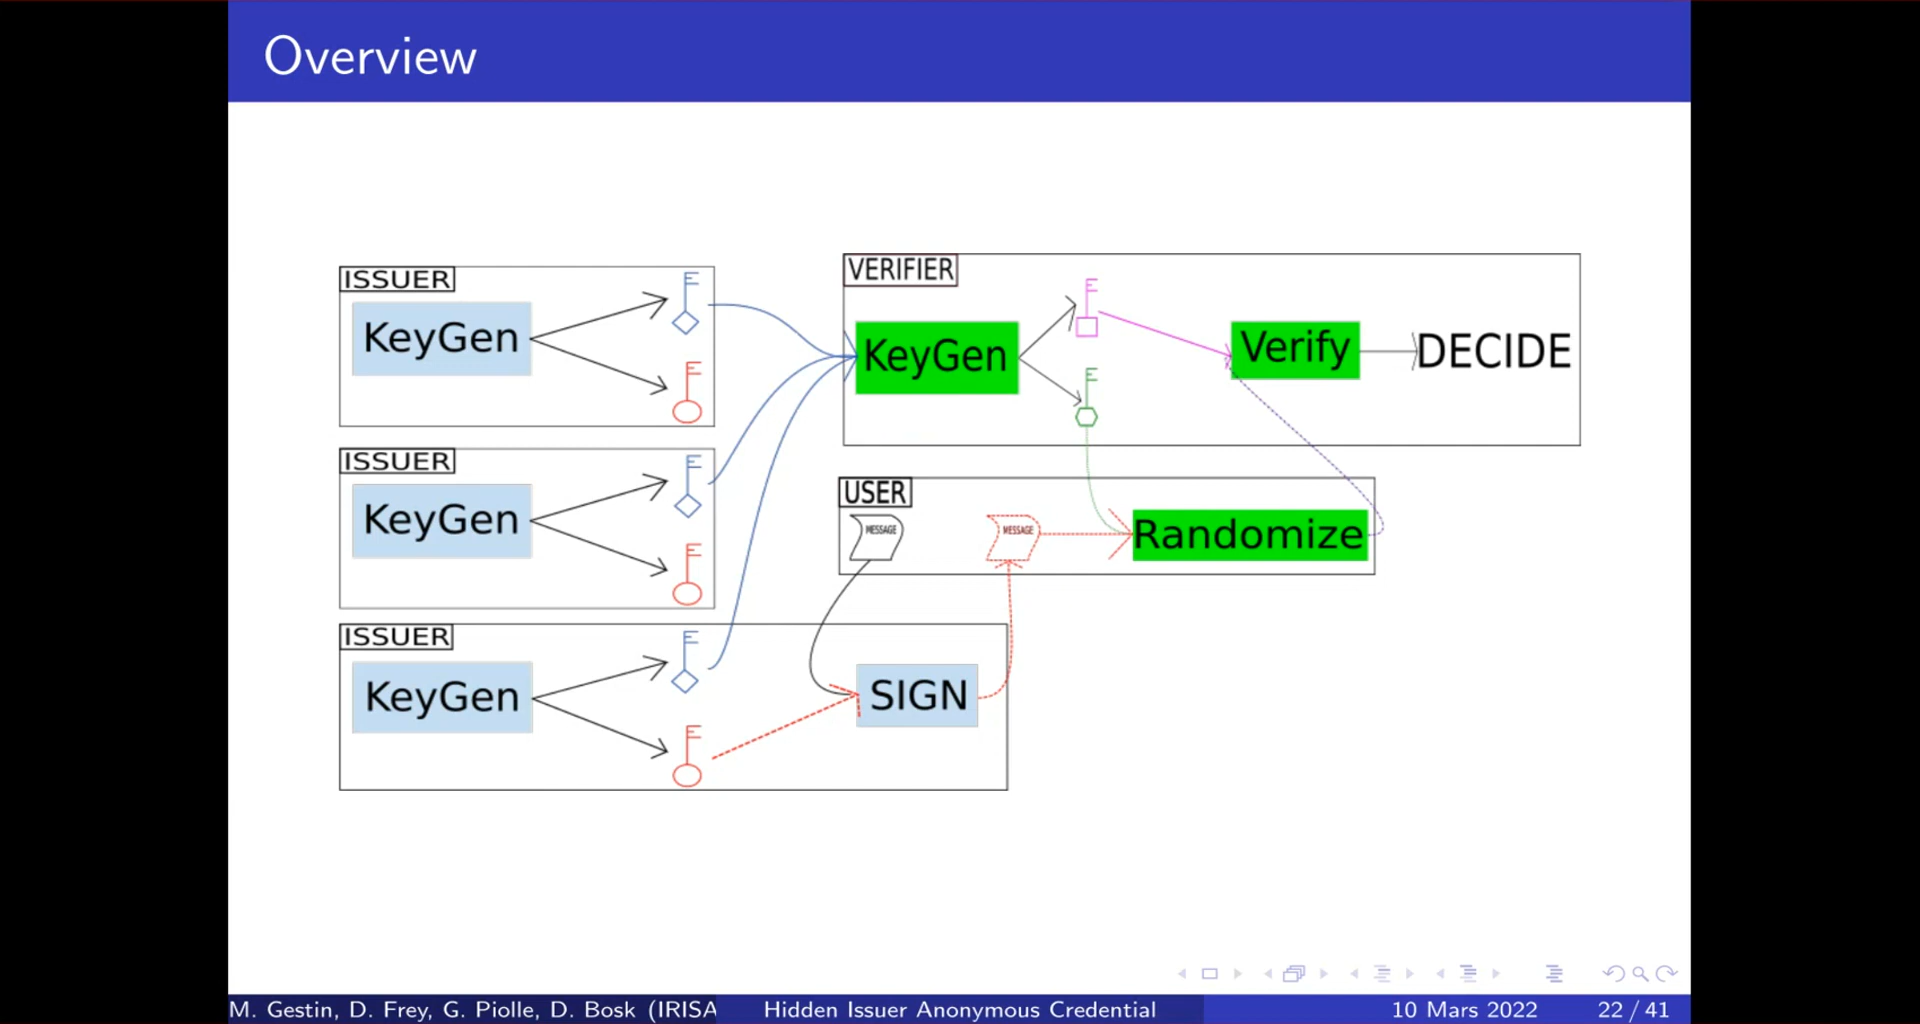 Overview
ISSUER
KeyGen
ISSUER
KeyGen
ISSUER
KeyGen
SIGN
VERIFIER
KeyGen
Verify
DECIDE
USER
MESSAGE
MESSAGE
Randomize
M. Gestin, D. Frey, G. Piolle, D. Bosk (IRISA
Hidden Issuer Anonymous Credential
10 Mars 2022
22 / 41